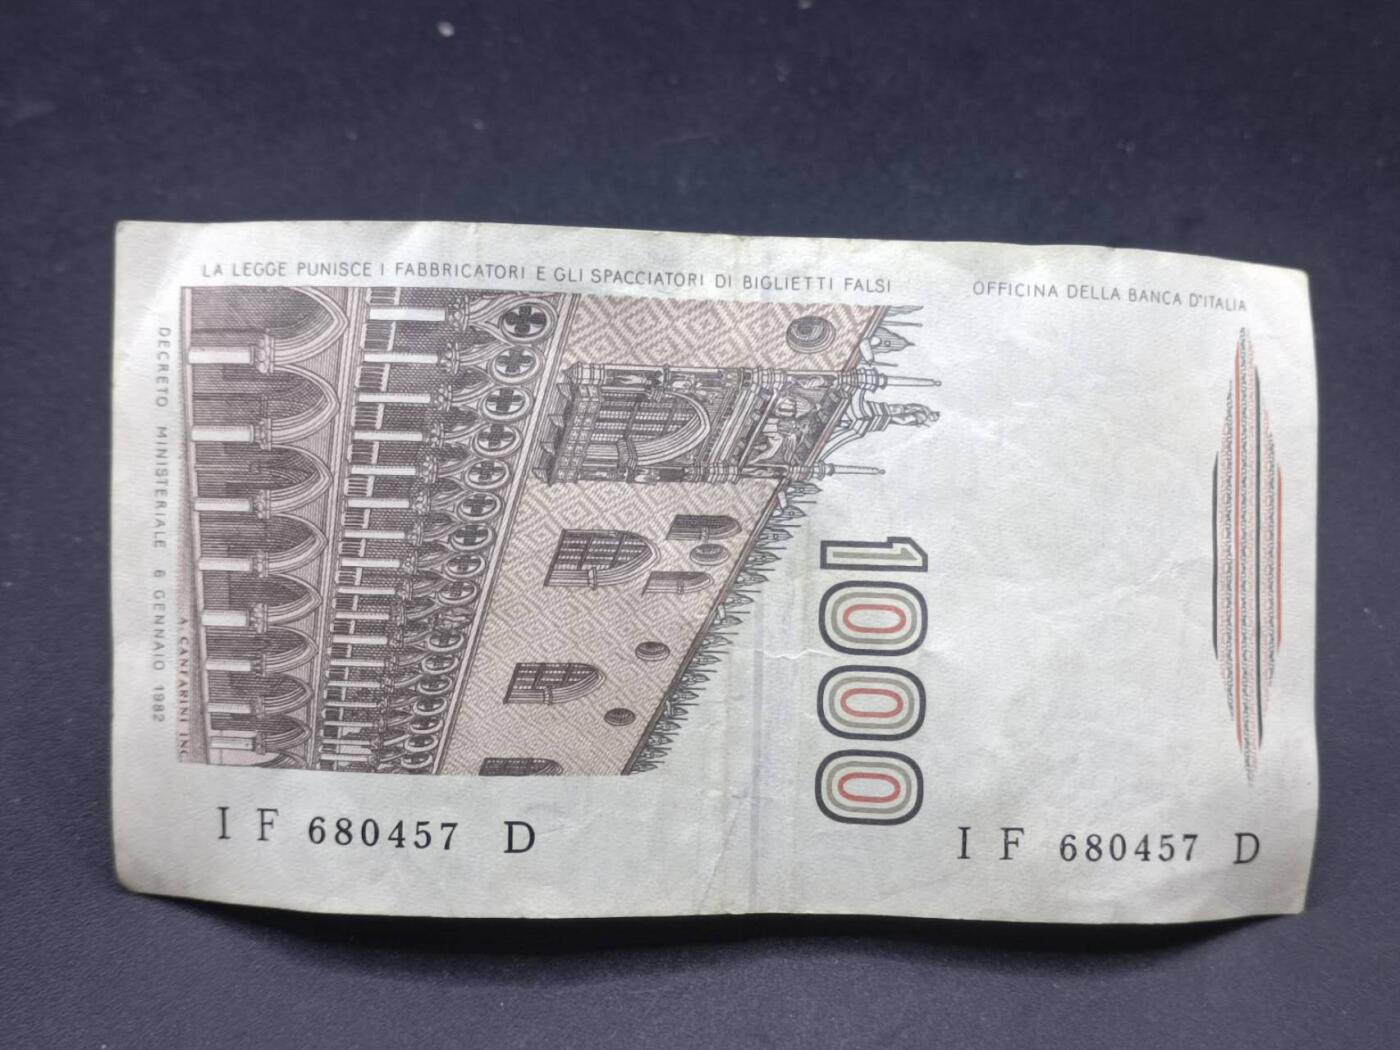 LA LEGGE PUNISCE I FABBRICATORI E GLI SPACCIATORI DI BIGLIETTI FALSI
OFFICINA DELLA BANCA D'ITALIA
DECRETO MINISTERIALE 6 GENNAIO 1982
A. CANFARINI INC.
1000
I F 680457 D
I F 680457 D